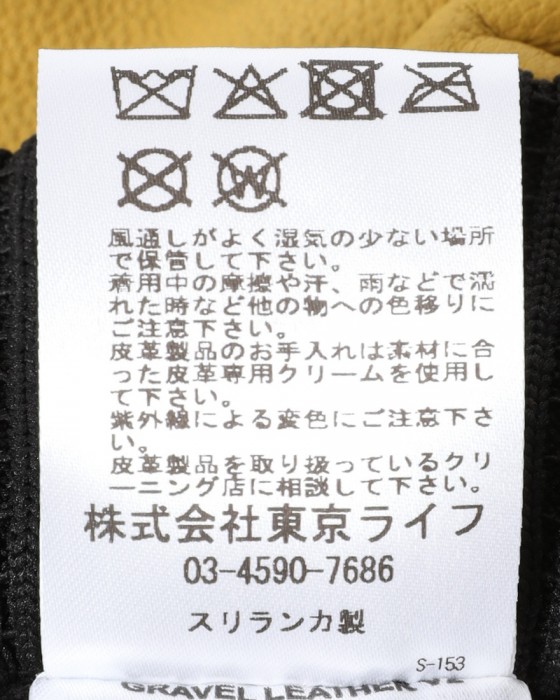 W
風通しがよく湿気の少ない場所
で保管して下さい。
着用中の摩擦や汗、雨などで濡
れた時など他の物への色移りに
ご注意下さい。
皮革製品のお手入れは素材に合
った皮革専用クリームを使用し
て下さい。
紫外線による変色にご注意下さ
い。
皮革製品を取り扱っているクリ
ーニング店に相談して下さい。
株式会社東京ライフ
03-4590-7686
スリランカ製
S-153
GRAVEL LEATHER